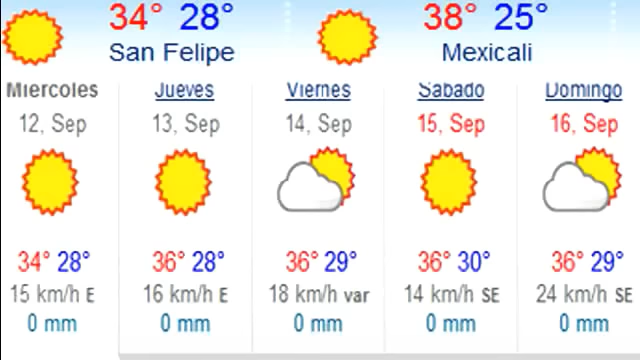 34° 28° 38° 25°
San Felipe Mexicali
Miercoles Jueves Viernes Sabado Domingo
12, Sep 13, Sep 14, Sep 15, Sep 16, Sep
34° 28° 36° 28° 36° 29° 36° 30° 36° 29°
15 km/h E 16 km/h E 18 km/h var 14 km/h SE 24 km/h SE
0 mm 0 mm 0 mm 0 mm 0 mm